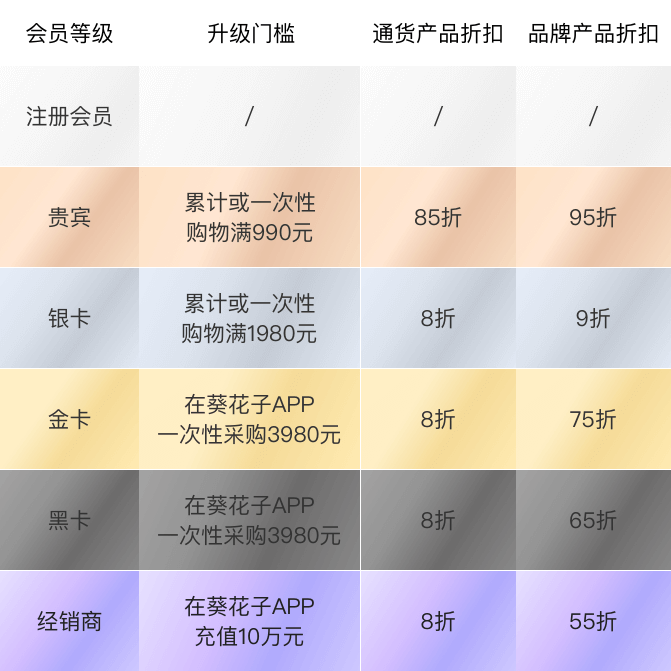 会员等级 升级门槛 通货产品折扣 品牌产品折扣
注册会员 / / /
贵宾 累计或一次性 85折 95折
购物满990元
银卡 累计或一次性 8折 9折
购物满1980元
金卡 在葵花子APP 8折 75折
一次性采购3980元
黑卡 在葵花子APP 8折 65折
一次性采购3980元
经销商 在葵花子APP 8折 55折
充值10万元